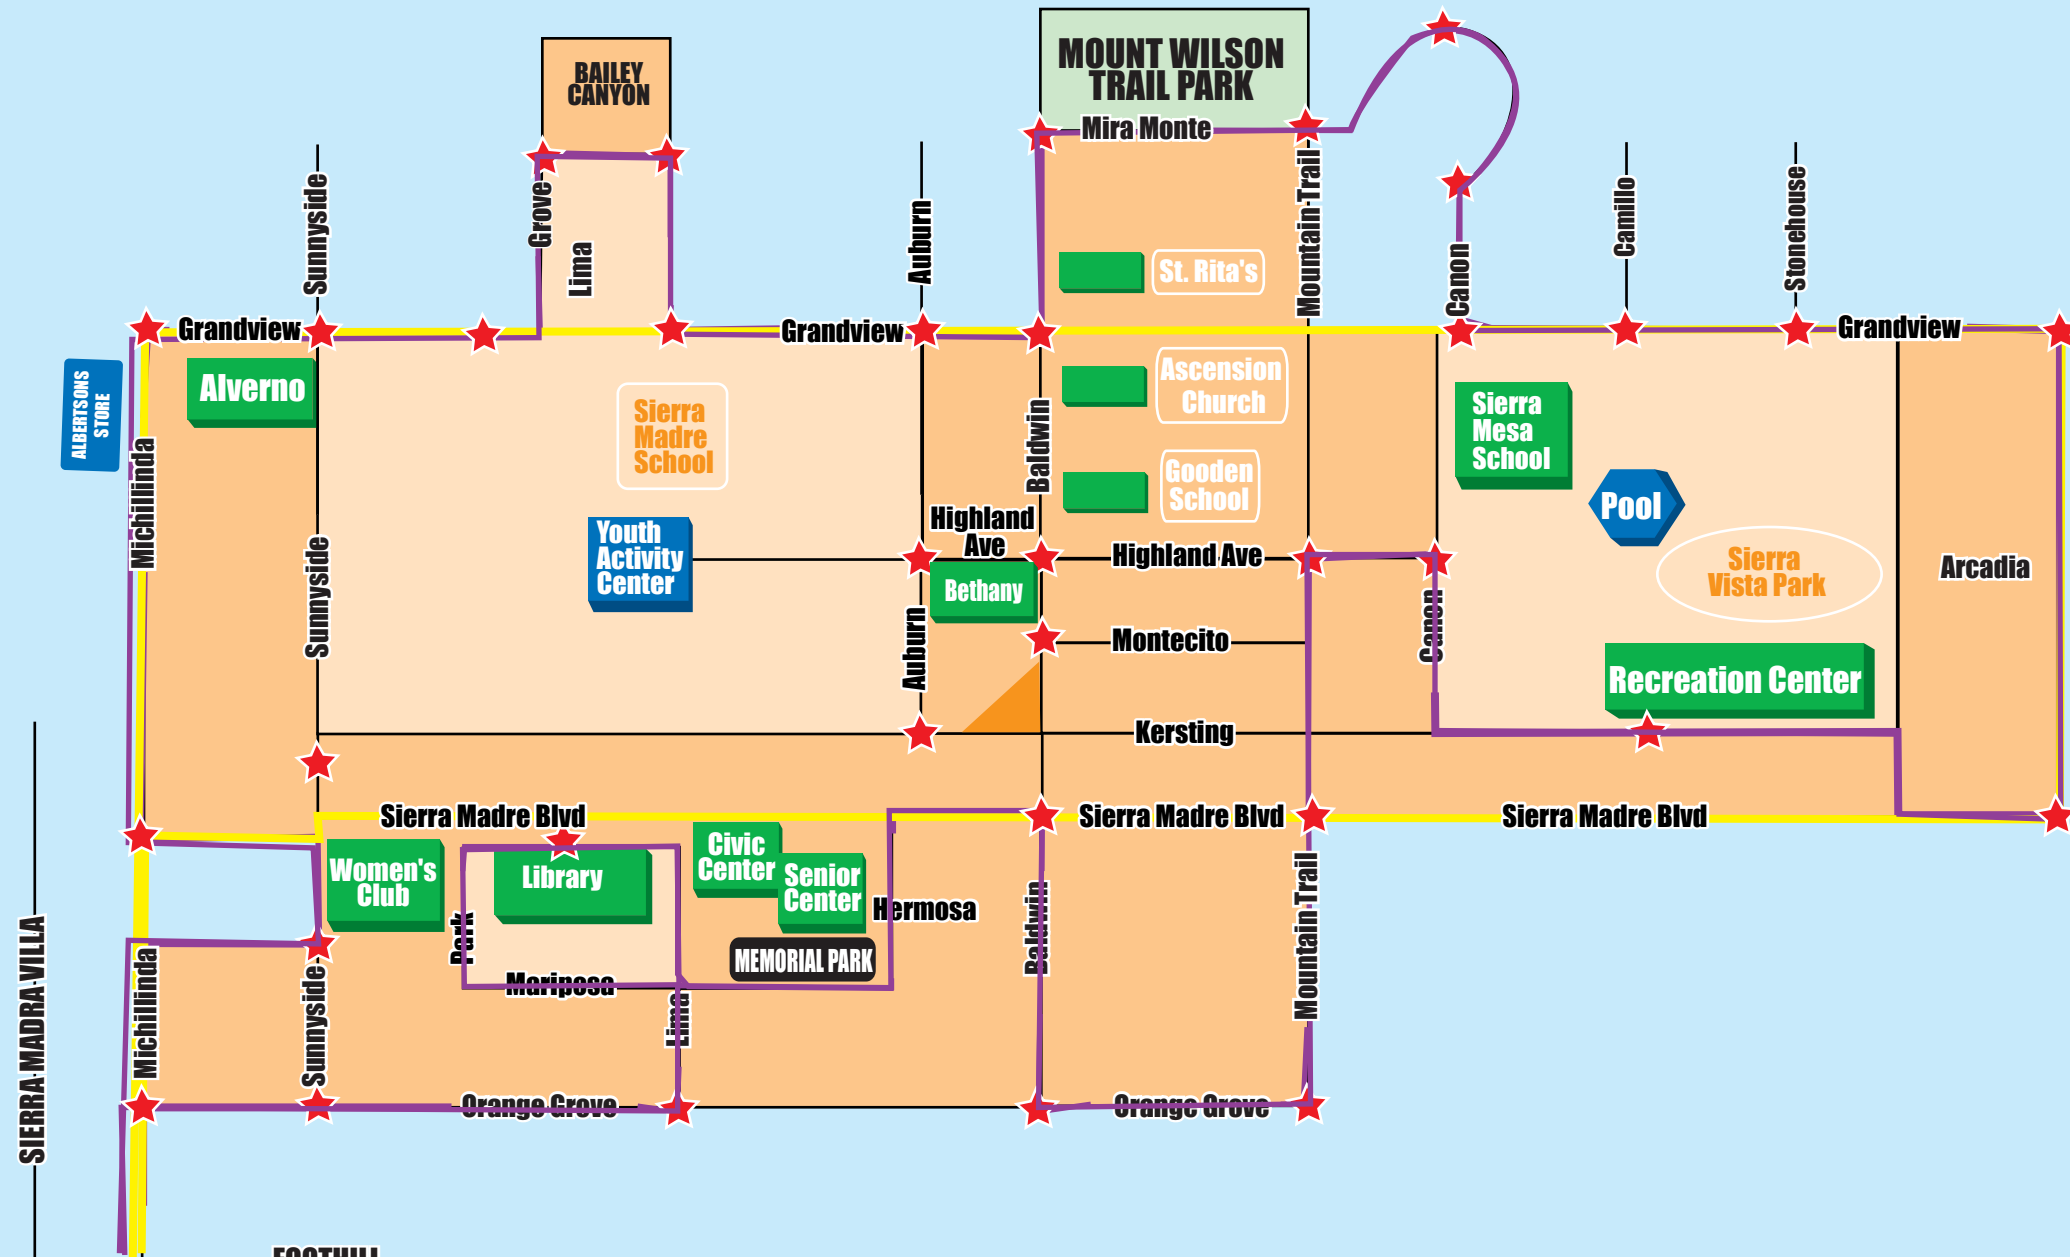 BAILEY
CANYON
MOUNT WILSON
TRAIL PARK
Mira Monte
Sunnyside
Grove
Lima
Auburn
Mountain Trail
Canon
Camillo
Stonehouse
St. Rita's
Grandview
Grandview
Grandview
ALBERTSONS
STORE
Alverno
Michillinda
Sunnyside
Sierra
Madre
School
Youth
Activity
Center
Baldwin
Ascension
Church
Gooden
School
Sierra
Mesa
School
Pool
Sierra
Vista Park
Arcadia
Highland
Ave
Highland Ave
Bethany
Auburn
Montecito
Canon
Recreation Center
Kersting
Sierra Madre Blvd
Sierra Madre Blvd
Sierra Madre Blvd
Women's
Club
Library
Civic
Center
Senior
Center
Park
Hermosa
MEMORIAL PARK
Mariposa
Baldwin
Mountain Trail
SIERRA MADRA VILLA
Michillinda
Sunnyside
Lima
Orange Grove
Orange Grove
FOOTHILL